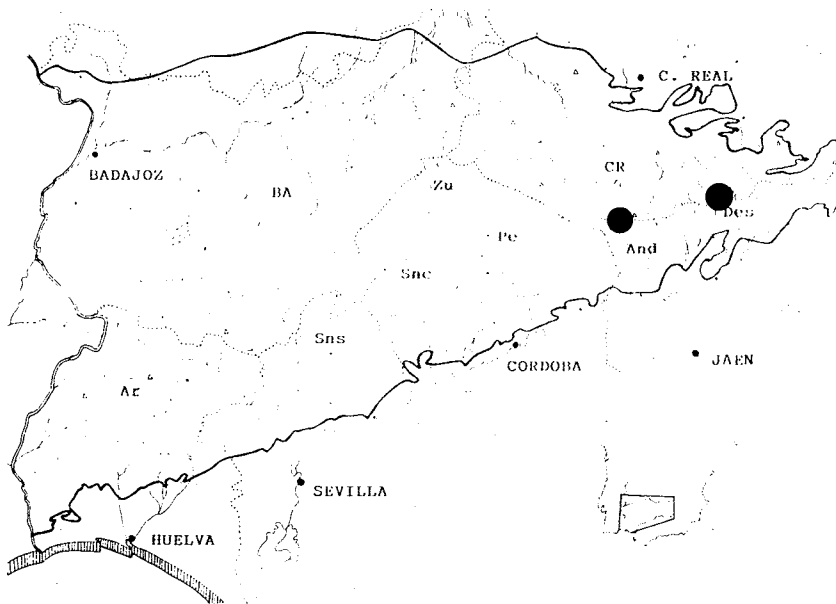 C. REAL
BADAJOZ
CR
BA
Zu
Des
Pe
And
Snc
Sns
CORDOBA
JAEN
Ar
SEVILLA
HUELVA